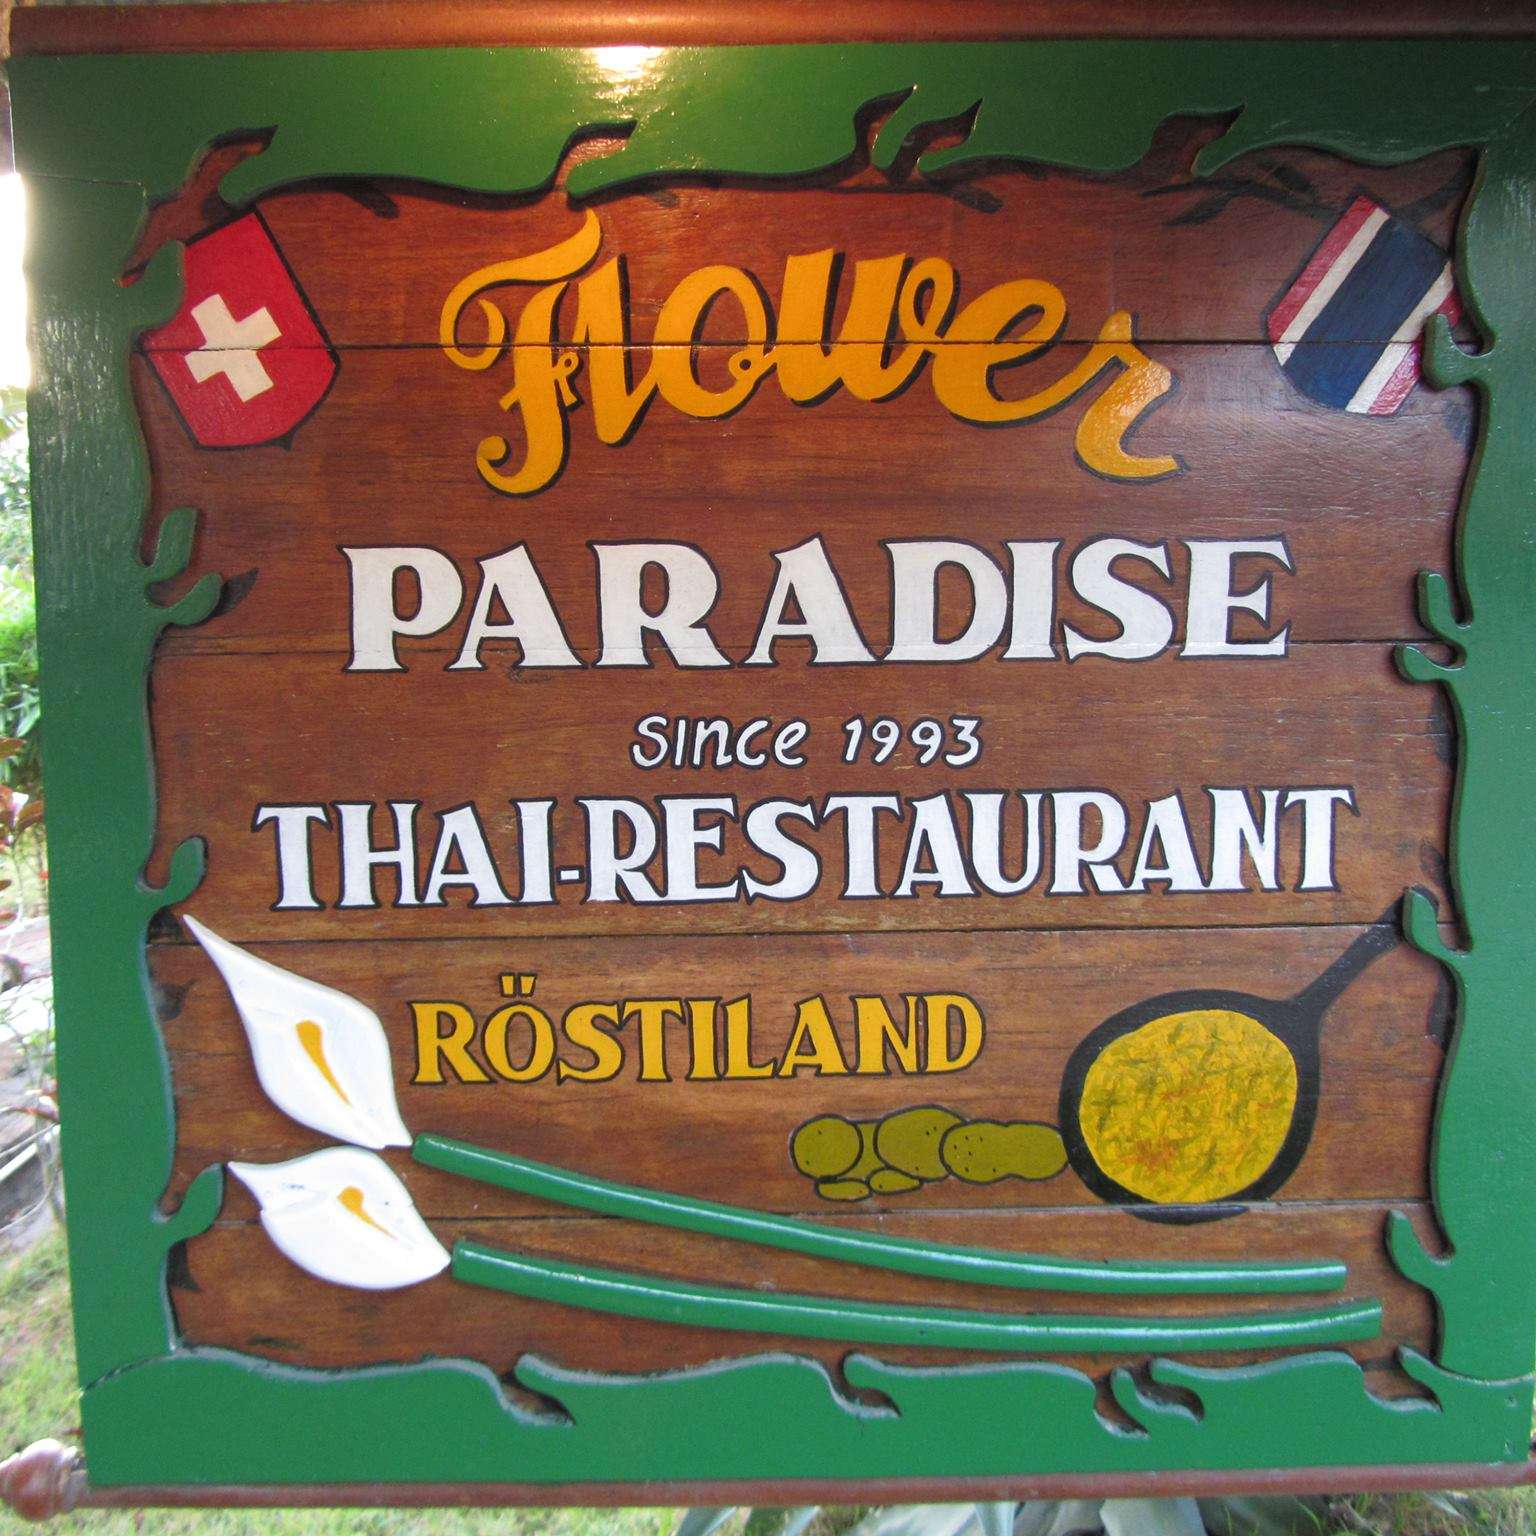 Flower
PARADISE
since 1993
THAI-RESTAURANT
RÖSTILAND